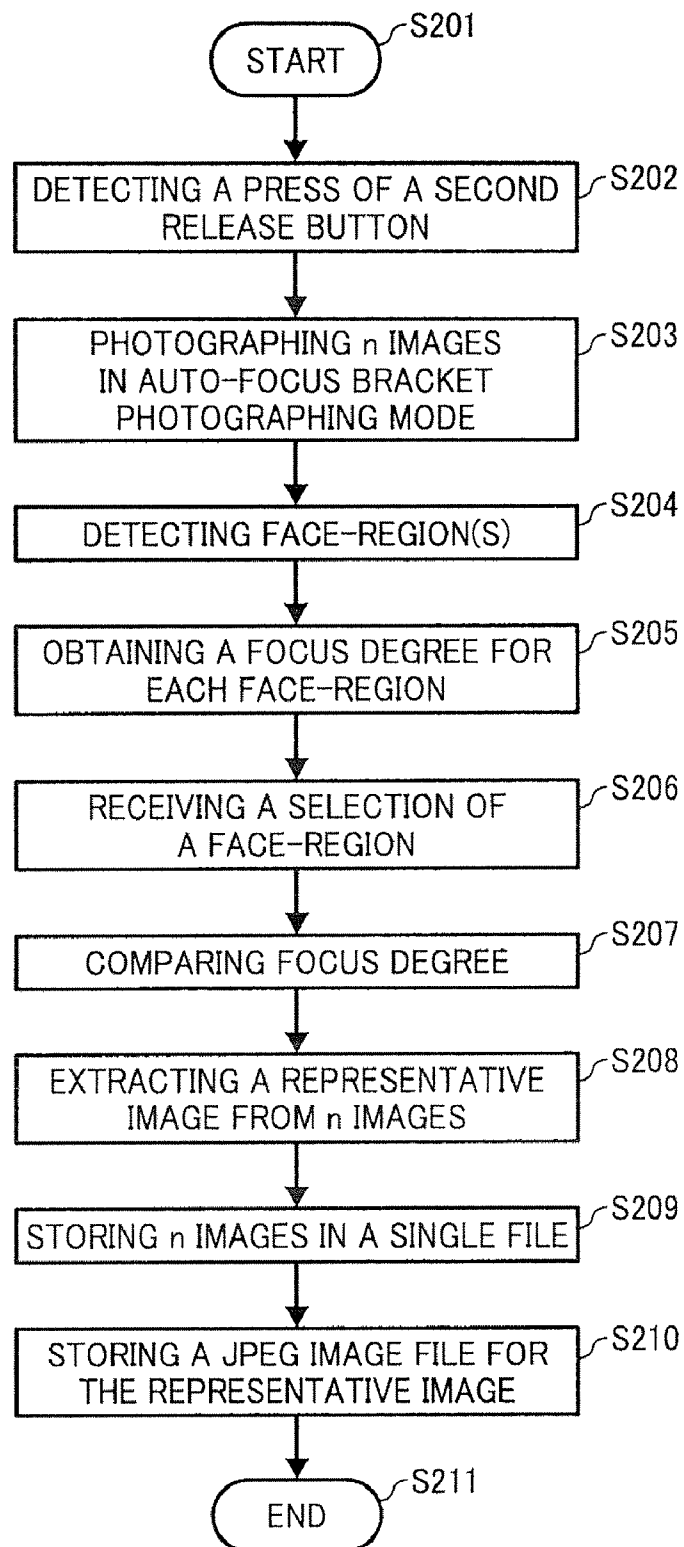 S201
START
S202
DETECTING A PRESS OF A SECOND
RELEASE BUTTON
S203
PHOTOGRAPHING n IMAGES
IN AUTO-FOCUS BRACKET
PHOTOGRAPHING MODE
S204
DETECTING FACE-REGION(S)
S205
OBTAINING A FOCUS DEGREE FOR
EACH FACE-REGION
S206
RECEIVING A SELECTION OF
A FACE-REGION
S207
COMPARING FOCUS DEGREE
S208
EXTRACTING A REPRESENTATIVE
IMAGE FROM n IMAGES
S209
STORING n IMAGES IN A SINGLE FILE
S210
STORING A JPEG IMAGE FILE FOR
THE REPRESENTATIVE IMAGE
S211
END